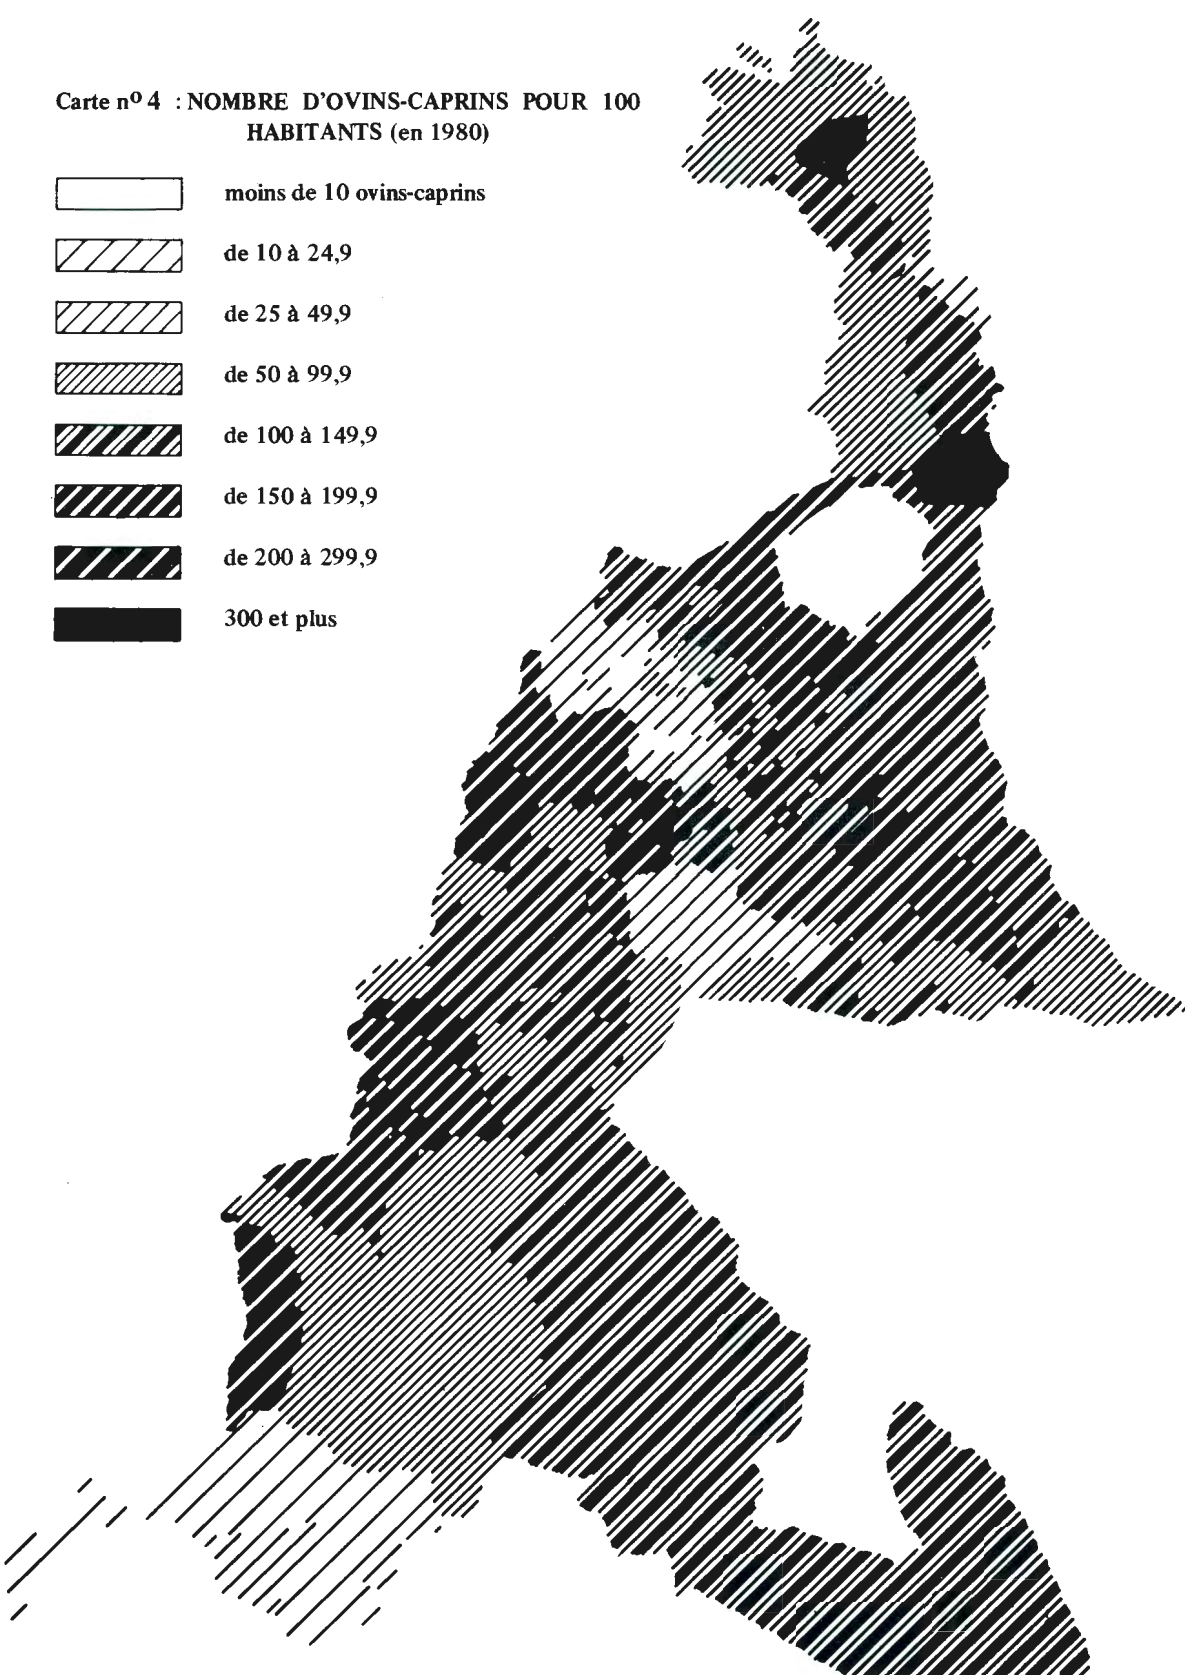 Carte nº 4 : NOMBRE D'OVINS-CAPRINS POUR 100
HABITANTS (en 1980)
moins de 10 ovins-caprins
de 10 à 24,9
de 25 à 49,9
de 50 à 99,9
de 100 à 149,9
de 150 à 199,9
de 200 à 299,9
300 et plus